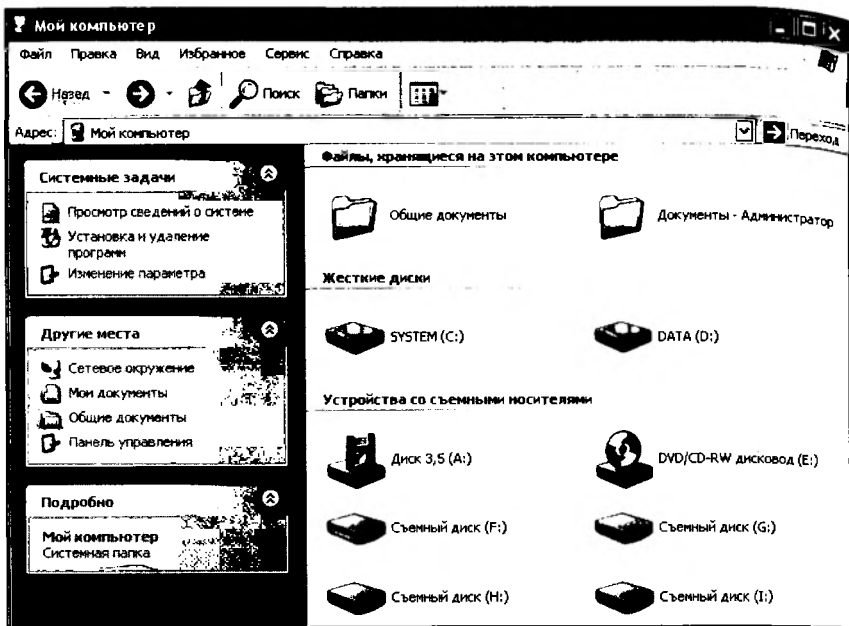 Мой компьютер
Файл Правка Вид Избранное Сервис Справка
Назад Поиск Папки
Адрес: Мой компьютер Переход
Системные задачи
Просмотр сведений о системе
Установка и удаление
программ
Изменение параметра
Другие места
Сетевое окружение
Мои документы
Общие документы
Панель управления
Подробно
Мой компьютер
Системная папка
Файлы, хранящиеся на этом компьютере
Общие документы Документы - Администратор
Жесткие диски
SYSTEM (C:) DATA (D:)
Устройства со съемными носителями
Диск 3,5 (A:) DVD/CD-RW дисковод (E:)
Съемный диск (F:) Съемный диск (G:)
Съемный диск (H:) Съемный диск (I:)